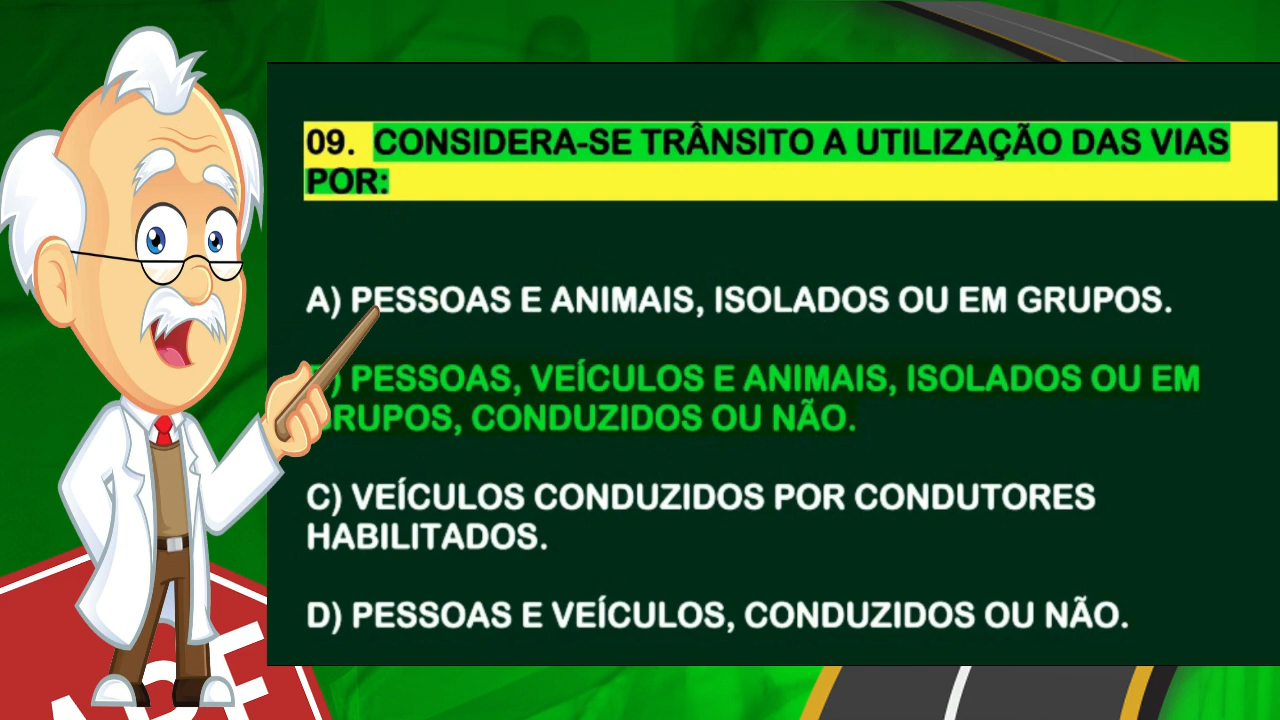 09. CONSIDERA-SE TRÂNSITO A UTILIZAÇÃO DAS VIAS
POR:
A) PESSOAS E ANIMAIS, ISOLADOS OU EM GRUPOS.
) PESSOAS, VEÍCULOS E ANIMAIS, ISOLADOS OU EM
GRUPOS, CONDUZIDOS OU NÃO.
C) VEÍCULOS CONDUZIDOS POR CONDUTORES
HABILITADOS.
D) PESSOAS E VEÍCULOS, CONDUZIDOS OU NÃO.